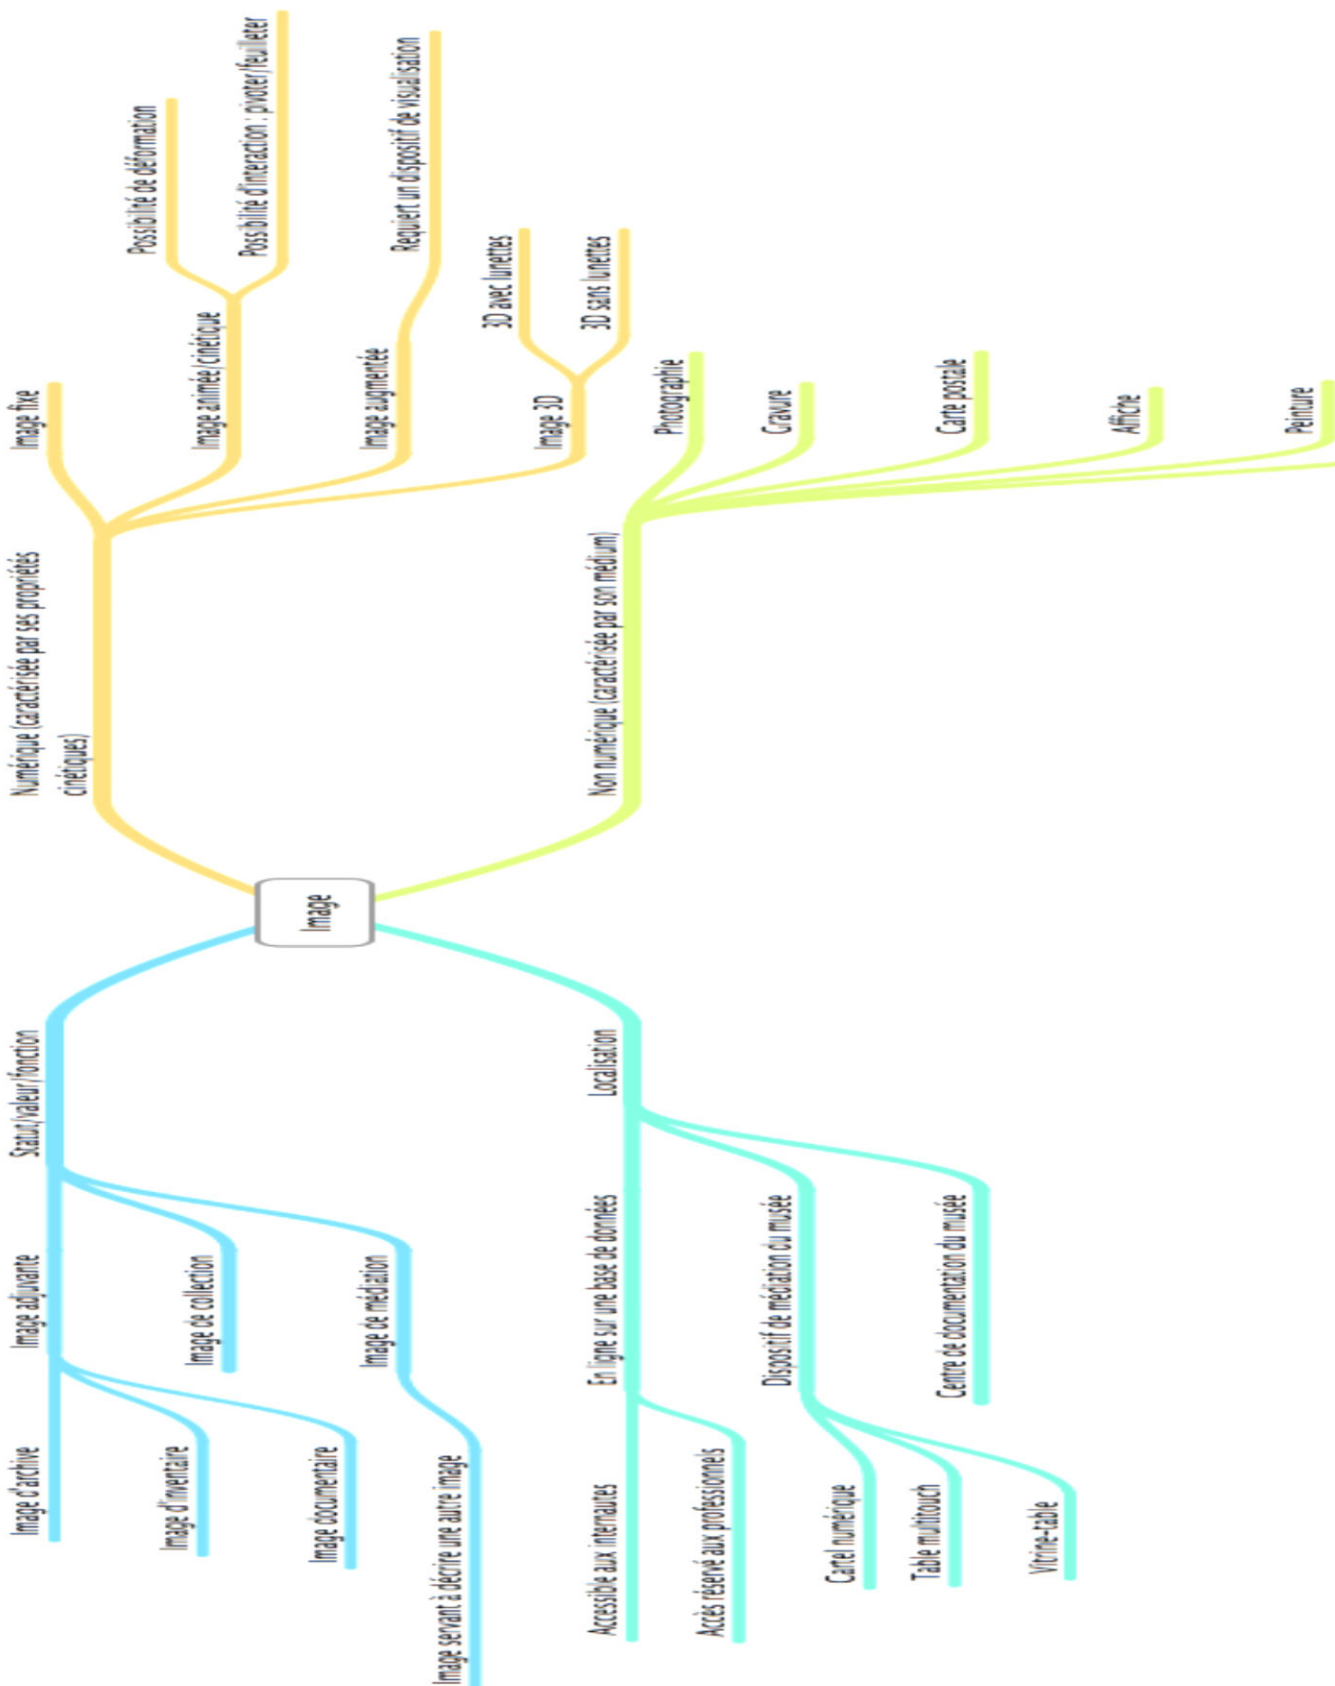 Image
Statut/valeur/fonction
Image adjuvante
Image d'archive
Image d'inventaire
Image documentaire
Image de collection
Image de médiation
Image servant à décrire une autre image
Localisation
En ligne sur une base de données
Accessible aux internautes
Accès réservé aux professionnels
Dispositif de médiation du musée
Cartel numérique
Table multitouch
Vitrine-table
Centre de documentation du musée
Numérique (caractérisée par ses propriétés
cinétiques)
Image fixe
Image animée/cinétique
Possibilité de déformation
Possibilité d'interaction : pivoter/feuilleter
Image augmentée
Requiert un dispositif de visualisation
Image 3D
3D avec lunettes
3D sans lunettes
Non numérique (caractérisée par son médium)
Photographie
Gravure
Carte postale
Affiche
Peinture